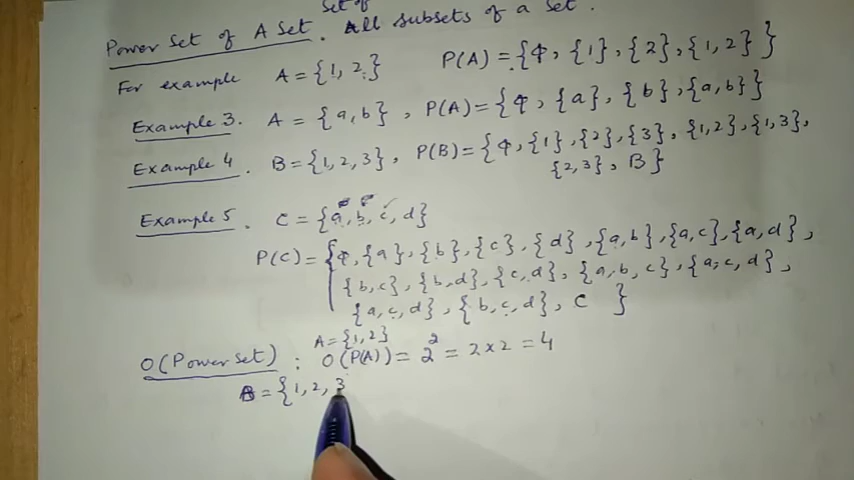 Set of
Power Set of A Set. All subsets of a set.
For example A = {1, 2} P(A) = {Φ, {1}, {2}, {1, 2}}
Example 3. A = {a, b}, P(A) = {Φ, {a}, {b}, {a, b}}
Example 4. B = {1, 2, 3}, P(B) = {Φ, {1}, {2}, {3}, {1, 2}, {1, 3},
{2, 3}, B}
Example 5. C = {a, b, c, d}
P(C) = {Φ, {a}, {b}, {c}, {d}, {a, b}, {a, c}, {a, d},
{b, c}, {b, d}, {c, d}, {a, b, c}, {a, c, d},
{a, c, d}, {b, c, d}, C }
A = {1, 2}
O(Power Set) : O(P(A)) = 2² = 2 × 2 = 4
B = {1, 2, 3